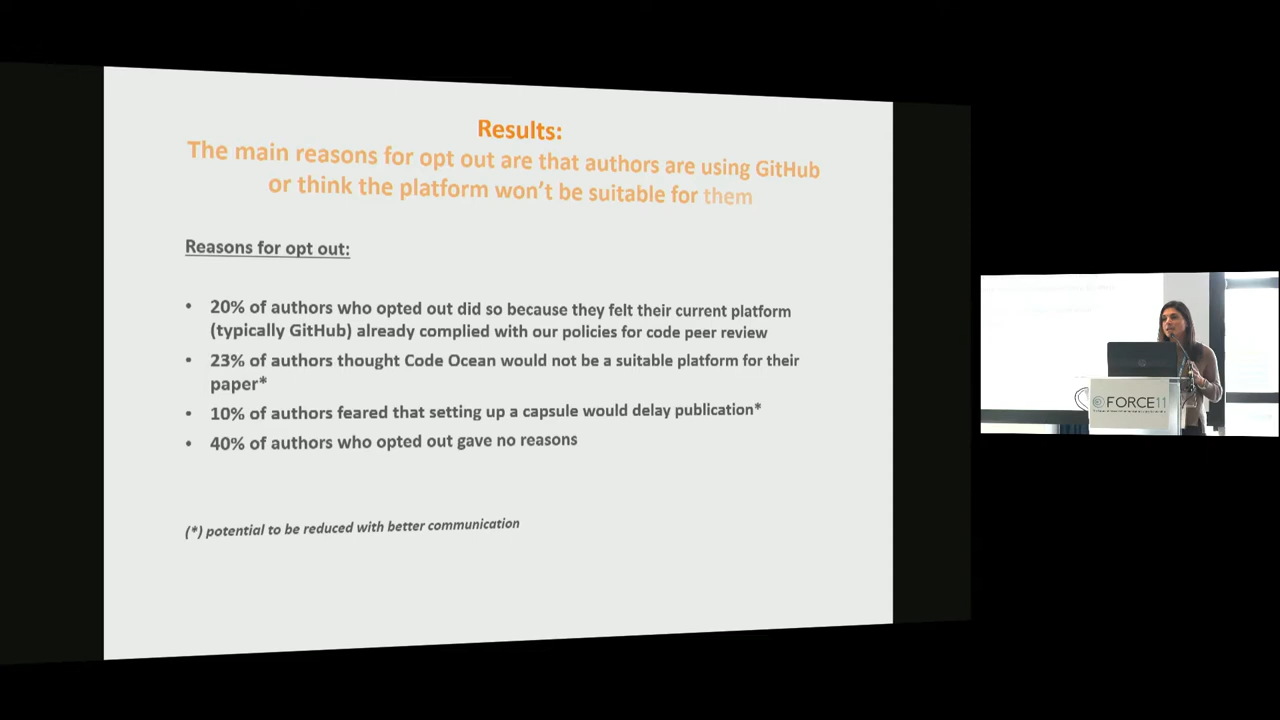 Results:
The main reasons for opt out are that authors are using GitHub
or think the platform won't be suitable for them
Reasons for opt out:
• 20% of authors who opted out did so because they felt their current platform
(typically GitHub) already complied with our policies for code peer review
• 23% of authors thought Code Ocean would not be a suitable platform for their
paper*
• 10% of authors feared that setting up a capsule would delay publication*
• 40% of authors who opted out gave no reasons
(*) potential to be reduced with better communication
FORCE11